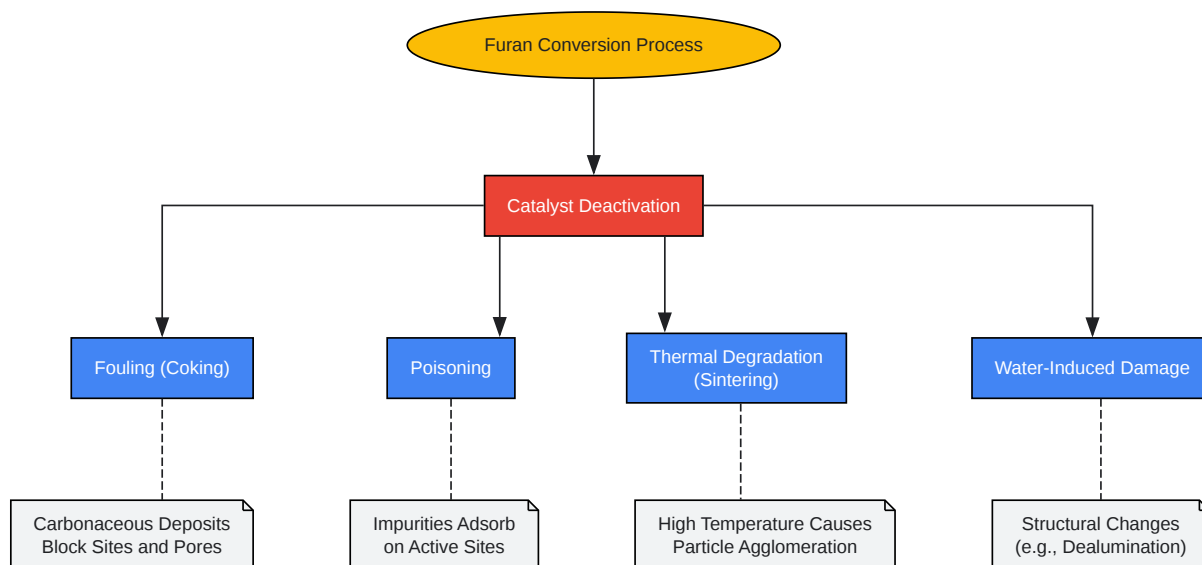 Furan Conversion Process
Catalyst Deactivation
Fouling (Coking)
Poisoning
Thermal Degradation
(Sintering)
Water-Induced Damage
Carbonaceous Deposits
Block Sites and Pores
Impurities Adsorb
on Active Sites
High Temperature Causes
Particle Agglomeration
Structural Changes
(e.g., Dealumination)